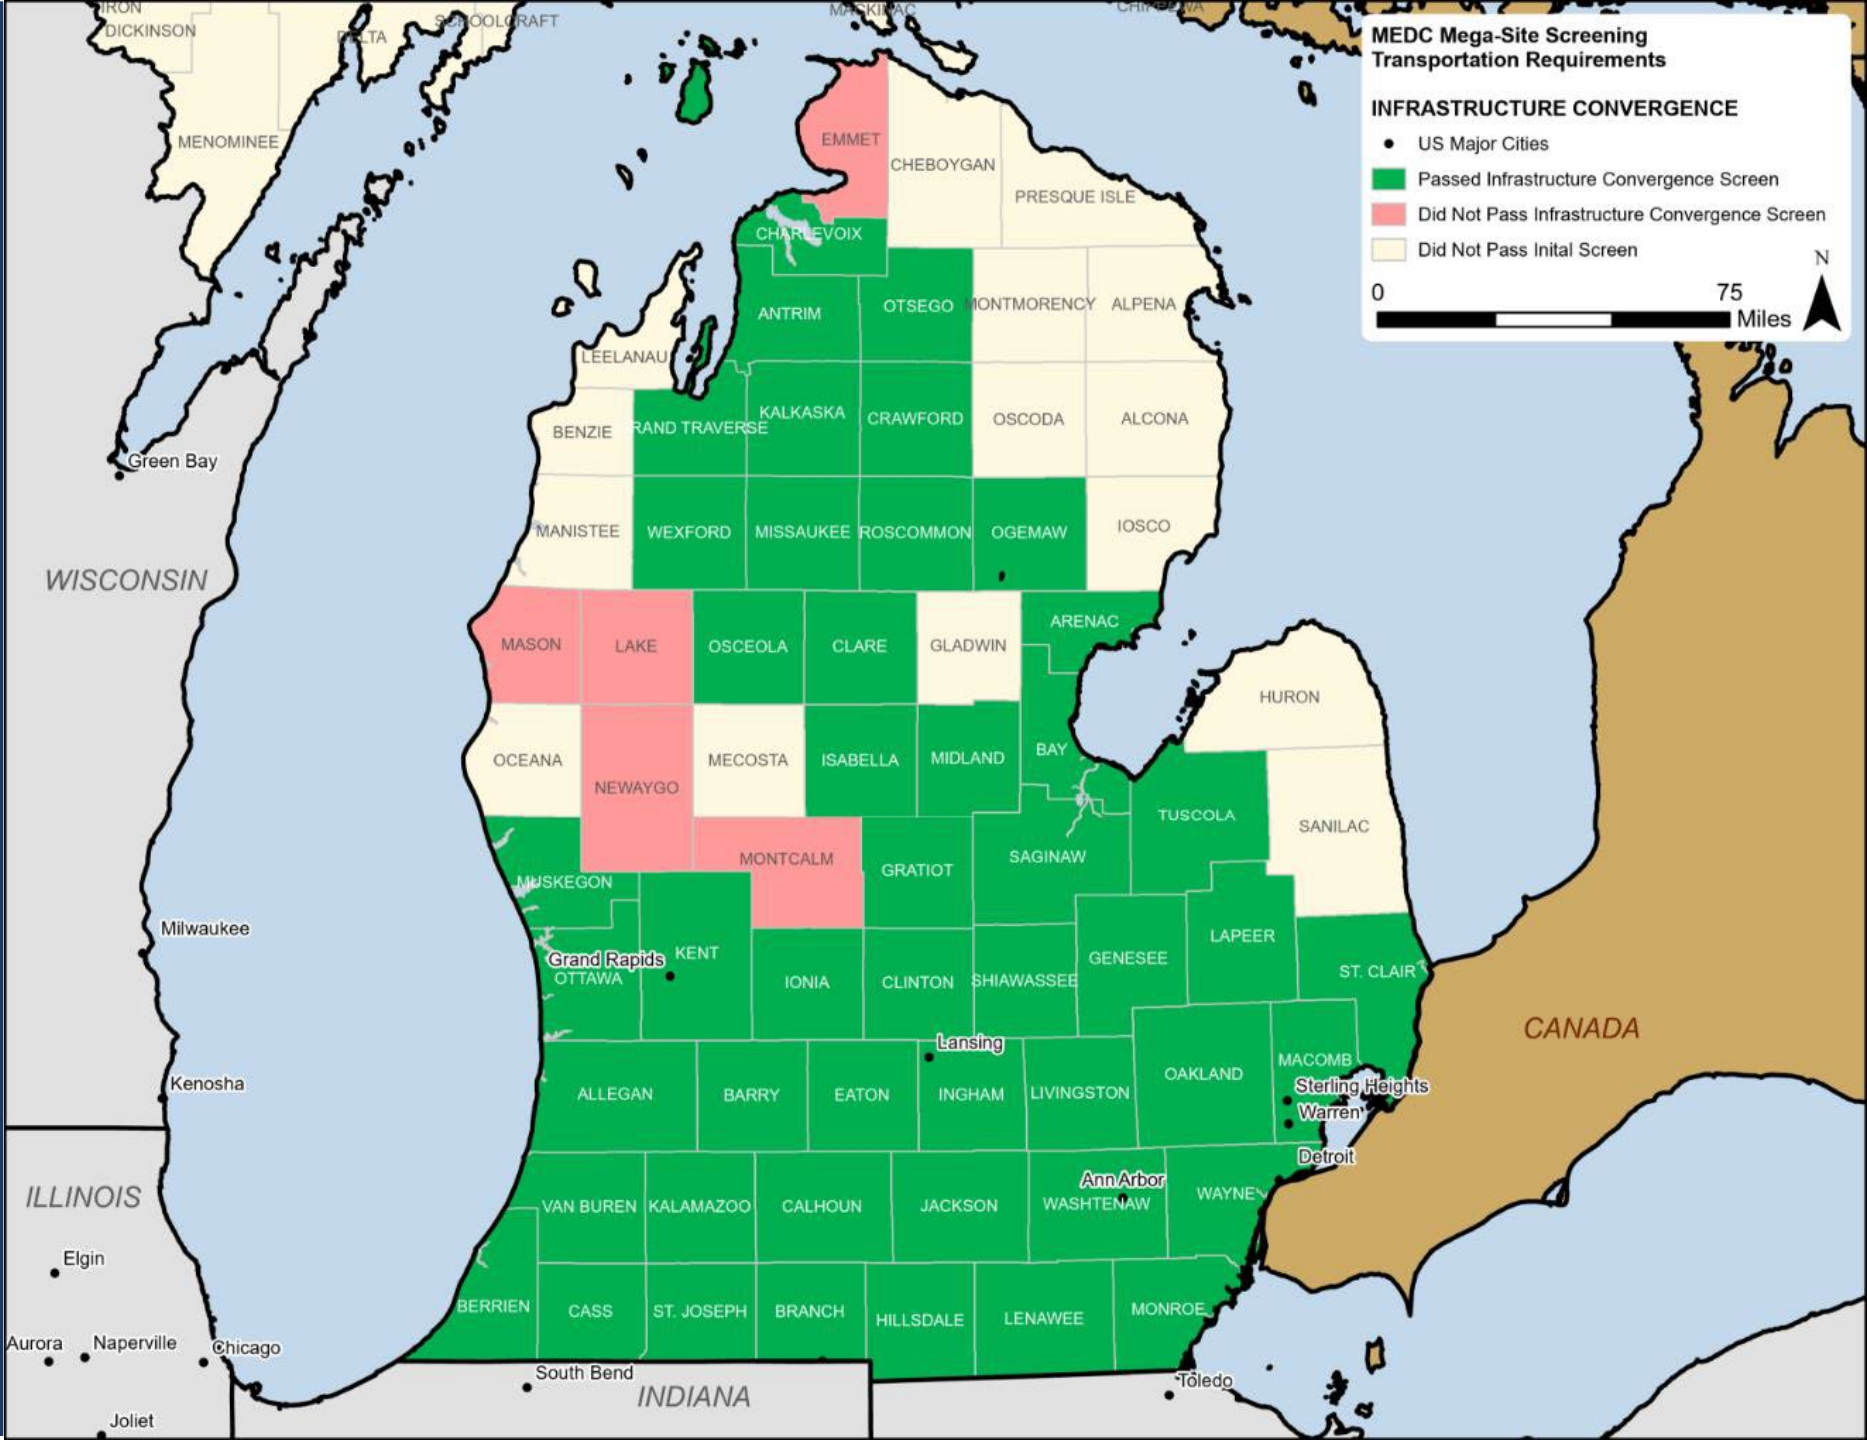 IRON
DICKINSON
SCHOOLCRAFT
DELTA
MACKINAC
CHIPPEWA
MEDC Mega-Site Screening
Transportation Requirements
INFRASTRUCTURE CONVERGENCE
US Major Cities
Passed Infrastructure Convergence Screen
Did Not Pass Infrastructure Convergence Screen
Did Not Pass Inital Screen
N
0 75
Miles
MENOMINEE
EMMET
CHEBOYGAN
PRESQUE ISLE
CHARLEVOIX
ANTRIM
OTSEGO
MONTMORENCY
ALPENA
LEELANAU
BENZIE
RAND TRAVERSE
KALKASKA
CRAWFORD
OSCODA
ALCONA
Green Bay
MANISTEE
WEXFORD
MISSAUKEE
ROSCOMMON
OGEMAW
IOSCO
WISCONSIN
MASON
LAKE
OSCEOLA
CLARE
GLADWIN
ARENAC
HURON
OCEANA
NEWAYGO
MECOSTA
ISABELLA
MIDLAND
BAY
TUSCOLA
SANILAC
MUSKEGON
MONTCALM
GRATIOT
SAGINAW
Milwaukee
Grand Rapids
OTTAWA
KENT
IONIA
CLINTON
SHIAWASSEE
GENESEE
LAPEER
ST. CLAIR
CANADA
Lansing
Kenosha
ALLEGAN
BARRY
EATON
INGHAM
LIVINGSTON
OAKLAND
MACOMB
Sterling Heights
Warren
Detroit
ILLINOIS
VAN BUREN
KALAMAZOO
CALHOUN
JACKSON
Ann Arbor
WASHTENAW
WAYNE
Elgin
BERRIEN
CASS
ST. JOSEPH
BRANCH
HILLSDALE
LENAWEE
MONROE
Aurora
Naperville
Chicago
South Bend
INDIANA
Toledo
Joliet